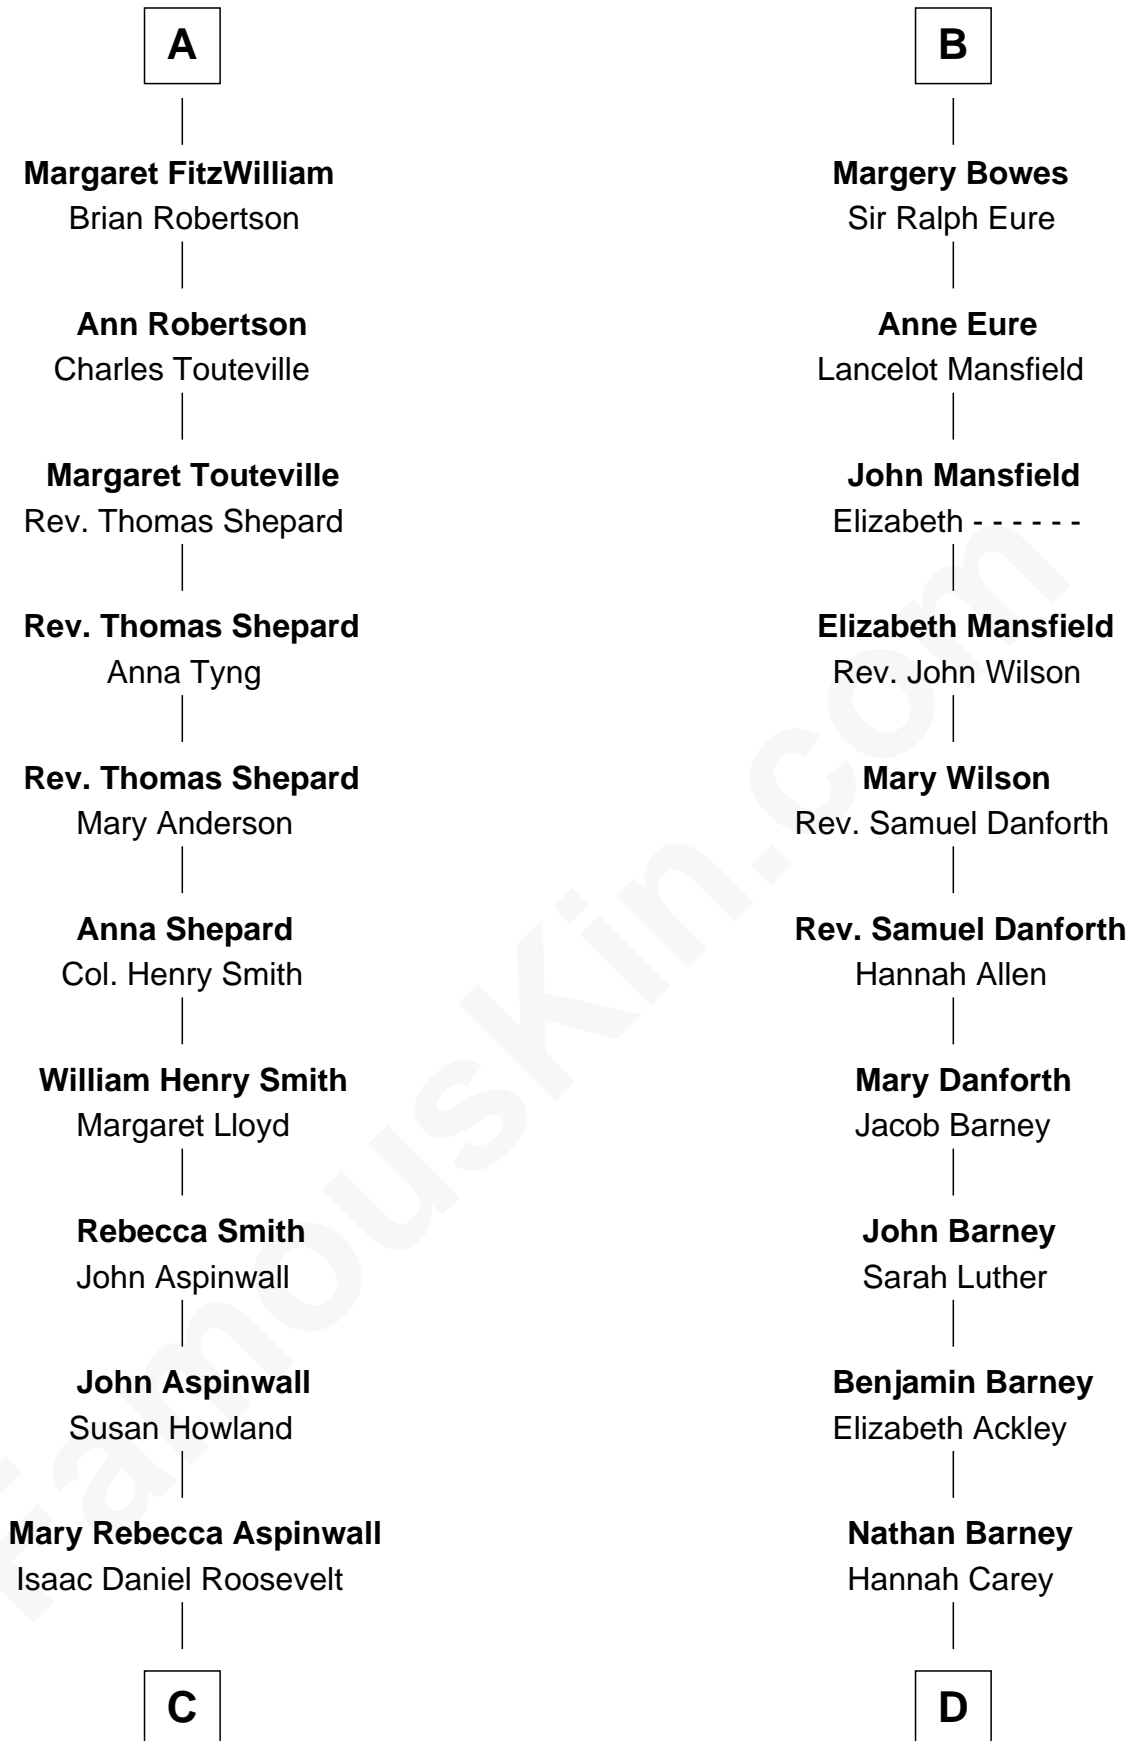 A
Margaret FitzWilliam
Brian Robertson
Ann Robertson
Charles Touteville
Margaret Touteville
Rev. Thomas Shepard
Rev. Thomas Shepard
Anna Tyng
Rev. Thomas Shepard
Mary Anderson
Anna Shepard
Col. Henry Smith
William Henry Smith
Margaret Lloyd
Rebecca Smith
John Aspinwall
John Aspinwall
Susan Howland
Mary Rebecca Aspinwall
Isaac Daniel Roosevelt
C
B
Margery Bowes
Sir Ralph Eure
Anne Eure
Lancelot Mansfield
John Mansfield
Elizabeth - - - - - -
Elizabeth Mansfield
Rev. John Wilson
Mary Wilson
Rev. Samuel Danforth
Rev. Samuel Danforth
Hannah Allen
Mary Danforth
Jacob Barney
John Barney
Sarah Luther
Benjamin Barney
Elizabeth Ackley
Nathan Barney
Hannah Carey
D
FamousKin.com